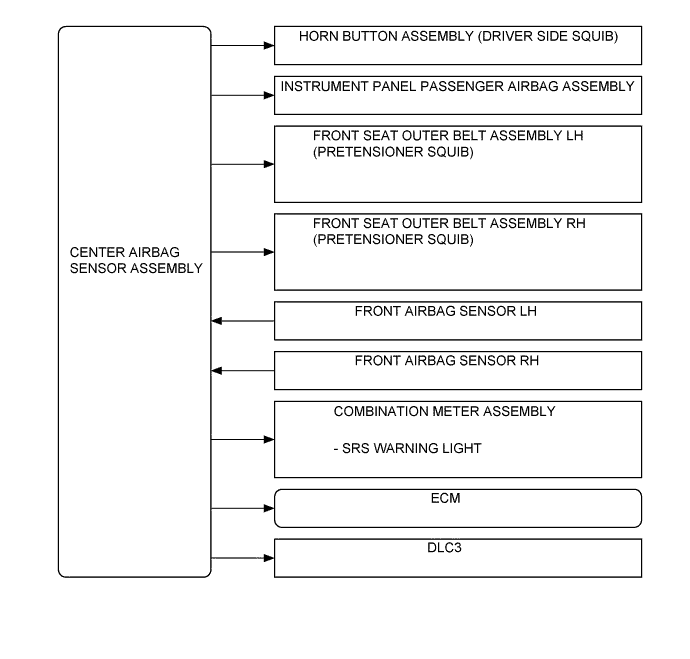 HORN BUTTON ASSEMBLY (DRIVER SIDE SQUIB)
INSTRUMENT PANEL PASSENGER AIRBAG ASSEMBLY
FRONT SEAT OUTER BELT ASSEMBLY LH
(PRETENSIONER SQUIB)
FRONT SEAT OUTER BELT ASSEMBLY RH
(PRETENSIONER SQUIB)
CENTER AIRBAG
SENSOR ASSEMBLY
FRONT AIRBAG SENSOR LH
FRONT AIRBAG SENSOR RH
COMBINATION METER ASSEMBLY
- SRS WARNING LIGHT
ECM
DLC3